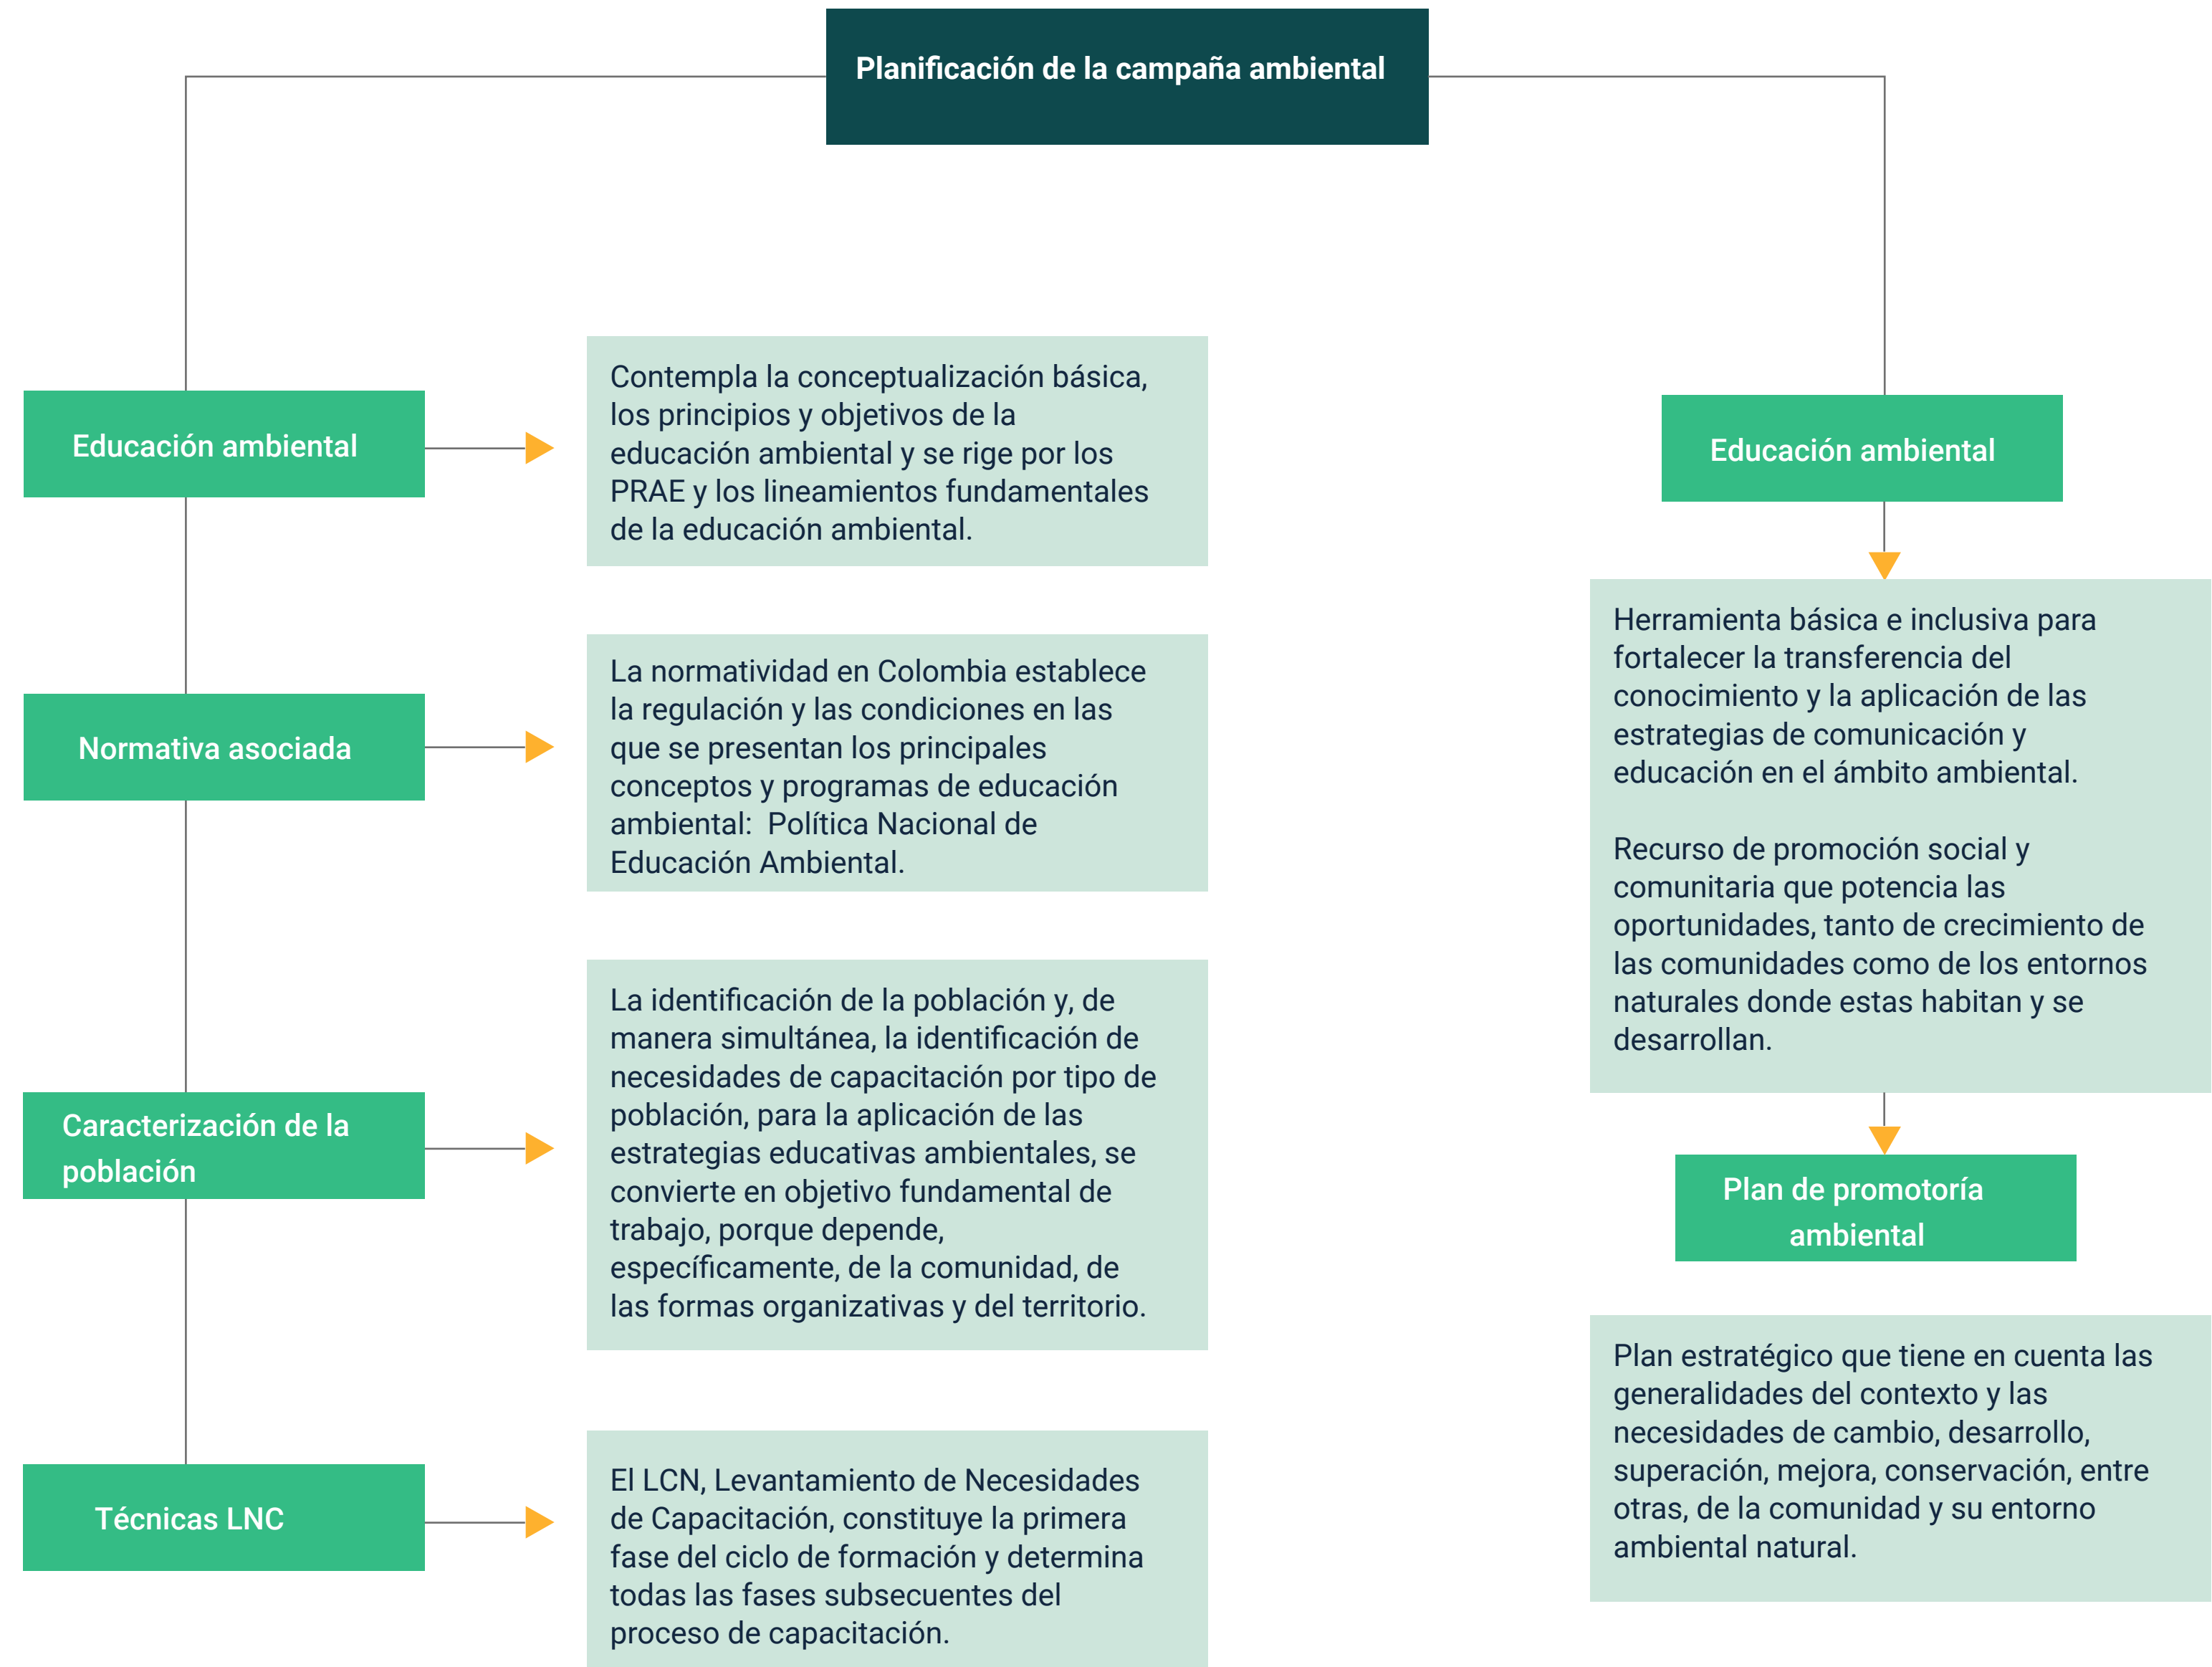 Planificación de la campaña ambiental
Educación ambiental
Contempla la conceptualización básica,
los principios y objetivos de la
educación ambiental y se rige por los
PRAE y los lineamientos fundamentales
de la educación ambiental.
Normativa asociada
La normatividad en Colombia establece
la regulación y las condiciones en las
que se presentan los principales
conceptos y programas de educación
ambiental:  Política Nacional de
Educación Ambiental.
Caracterización de la
población
La identificación de la población y, de
manera simultánea, la identificación de
necesidades de capacitación por tipo de
población, para la aplicación de las
estrategias educativas ambientales, se
convierte en objetivo fundamental de
trabajo, porque depende,
específicamente, de la comunidad, de
las formas organizativas y del territorio.
Técnicas LNC
El LCN, Levantamiento de Necesidades
de Capacitación, constituye la primera
fase del ciclo de formación y determina
todas las fases subsecuentes del
proceso de capacitación.
Educación ambiental
Herramienta básica e inclusiva para
fortalecer la transferencia del
conocimiento y la aplicación de las
estrategias de comunicación y
educación en el ámbito ambiental.
Recurso de promoción social y
comunitaria que potencia las
oportunidades, tanto de crecimiento de
las comunidades como de los entornos
naturales donde estas habitan y se
desarrollan.
Plan de promotoría
ambiental
Plan estratégico que tiene en cuenta las
generalidades del contexto y las
necesidades de cambio, desarrollo,
superación, mejora, conservación, entre
otras, de la comunidad y su entorno
ambiental natural.